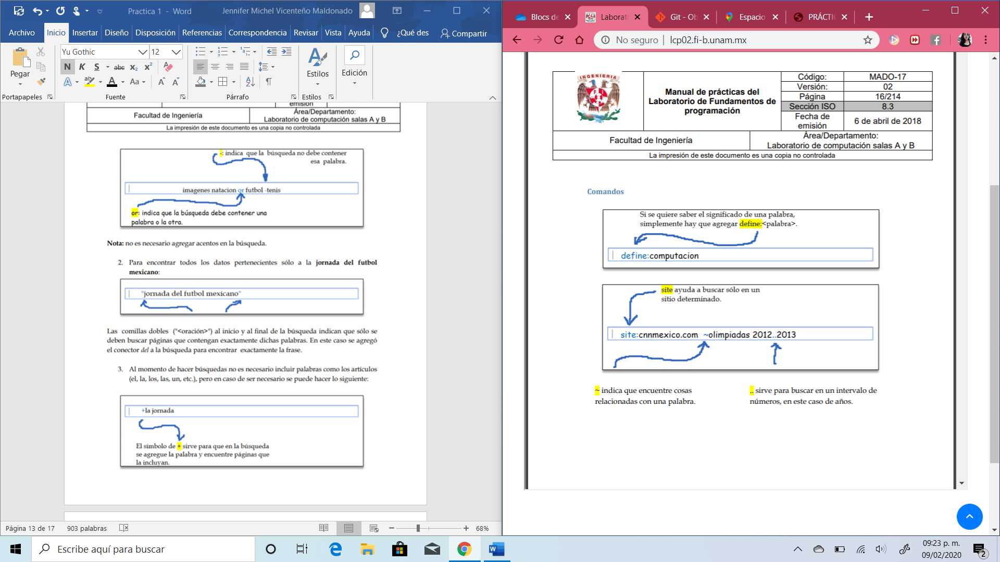 Practica 1 - Word
Jennifer Michel Vicenteño Maldonado
Archivo Inicio Insertar Diseño Disposición Referencias Correspondencia Revisar Vista Ayuda ¿Qué des Compartir
Pegar
Yu Gothic 12
N K S abc x₂ x²
A ab A Aa A A
Estilos
Edición
Portapapeles Fuente Párrafo Estilos
emisión
Facultad de Ingeniería
Área/Departamento:
Laboratorio de computación salas A y B
La impresión de este documento es una copia no controlada
-: indica que la búsqueda no debe contener
esa palabra.
imagenes natacion or futbol -tenis
or: indica que la búsqueda debe contener una
palabra o la otra.
Nota: no es necesario agregar acentos en la búsqueda.
2. Para encontrar todos los datos pertenecientes sólo a la jornada del futbol
mexicano:
"jornada del futbol mexicano"
Las comillas dobles ("<oración>") al inicio y al final de la búsqueda indican que sólo se
deben buscar páginas que contengan exactamente dichas palabras. En este caso se agregó
el conector del a la búsqueda para encontrar exactamente la frase.
3. Al momento de hacer búsquedas no es necesario incluir palabras como los artículos
(el, la, los, las, un, etc.), pero en caso de ser necesario se puede hacer lo siguiente:
+la jornada
El símbolo de + sirve para que en la búsqueda
se agregue la palabra y encuentre páginas que
la incluyan.
Página 13 de 17 903 palabras 68%
Blocs de Laborato Git - Ob Espacio PRÁCTIC
No seguro | lcp02.fi-b.unam.mx
INGENIERIA
Manual de prácticas del
Laboratorio de Fundamentos de
programación
Código: MADO-17
Versión: 02
Página 16/214
Sección ISO 8.3
Fecha de
emisión
6 de abril de 2018
Facultad de Ingeniería
Área/Departamento:
Laboratorio de computación salas A y B
La impresión de este documento es una copia no controlada
Comandos
Si se quiere saber el significado de una palabra,
simplemente hay que agregar define:<palabra>.
define:computacion
site ayuda a buscar sólo en un
sitio determinado.
site:cnnmexico.com ~olimpiadas 2012..2013
~ indica que encuentre cosas
relacionadas con una palabra.
.. sirve para buscar en un intervalo de
números, en este caso de años.
Escribe aquí para buscar
09:23 p. m.
09/02/2020
2